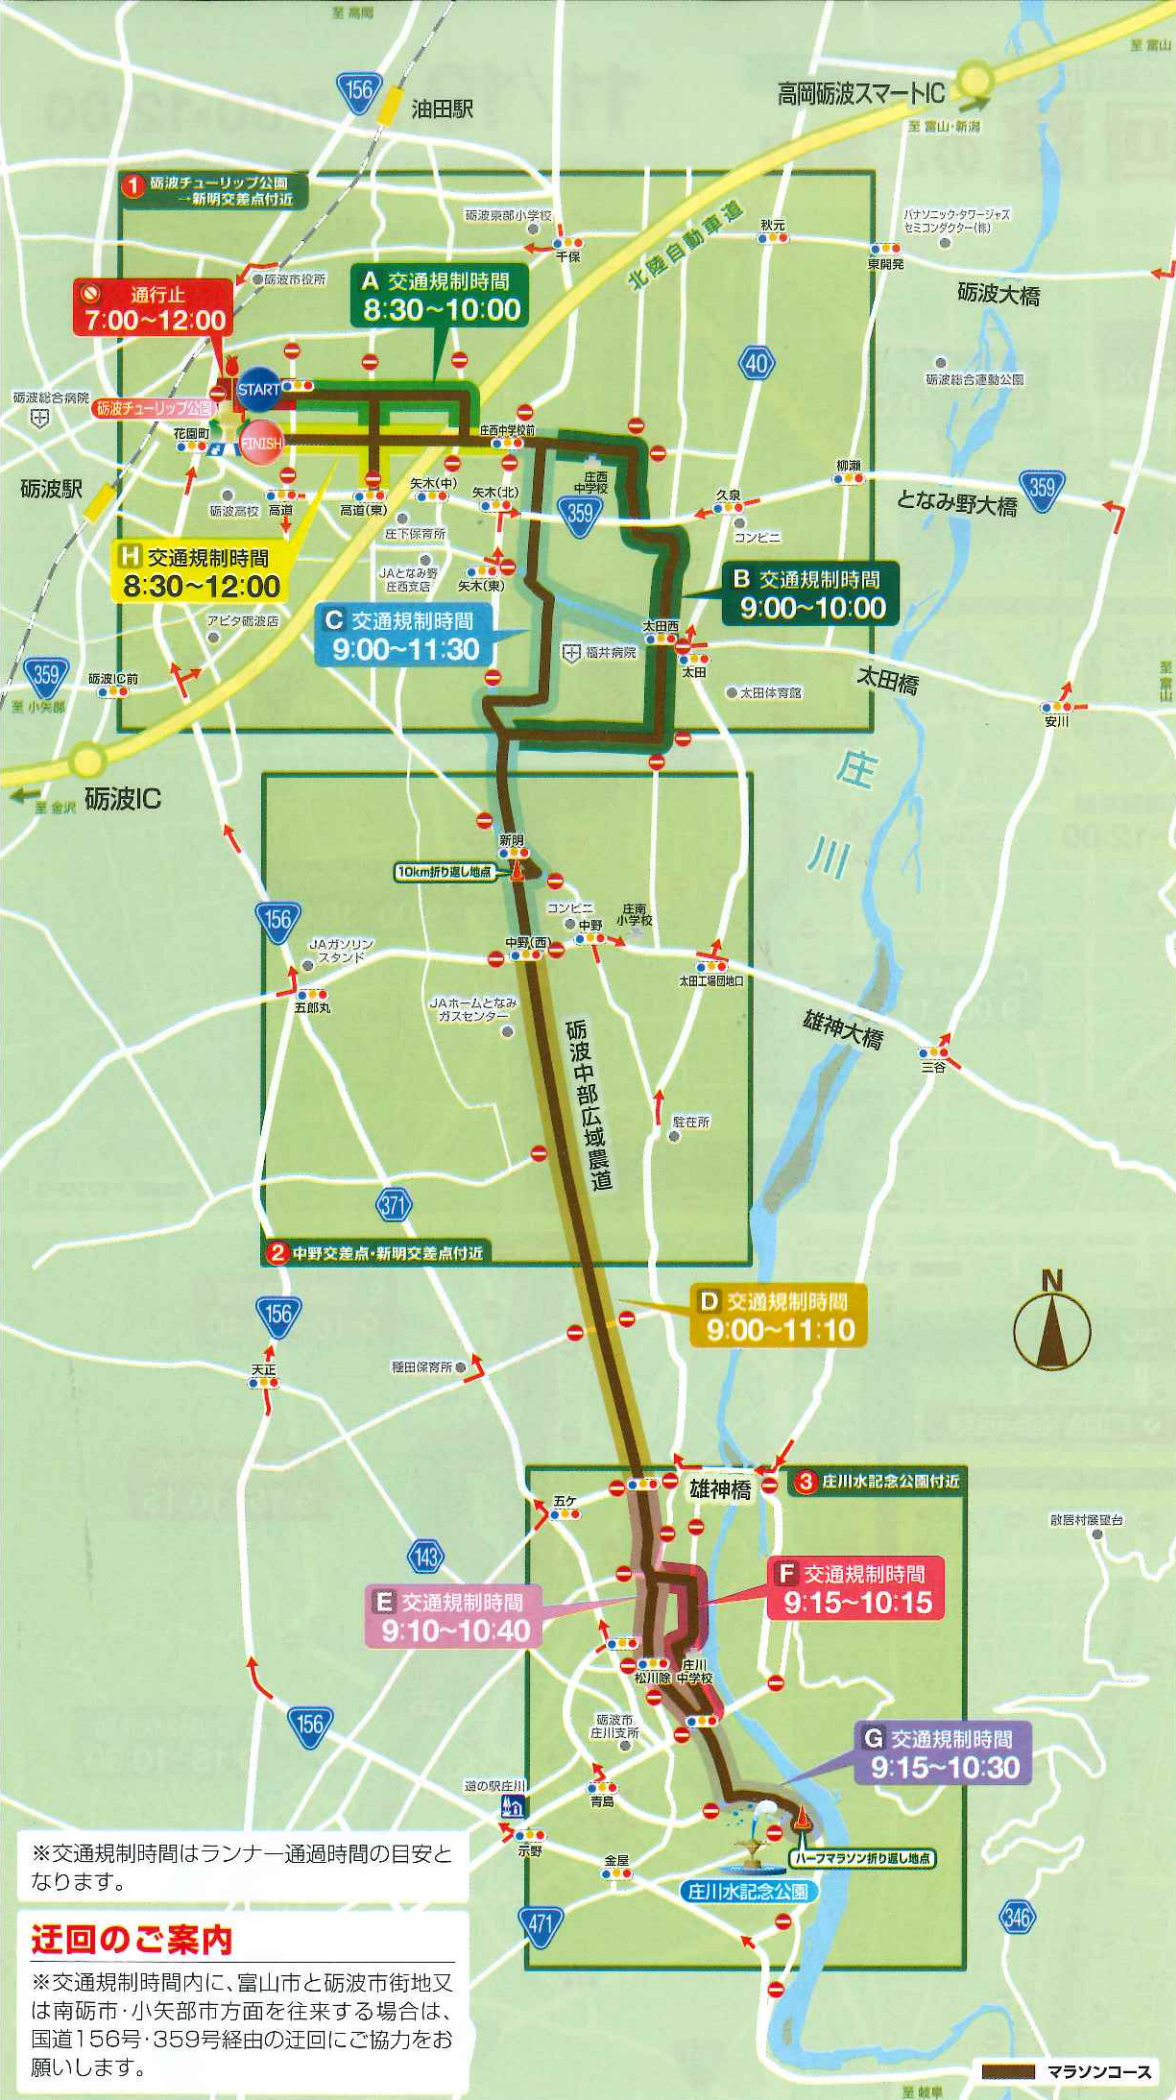 至 高岡
至 富山
156
油田駅
高岡砺波スマートIC
至 富山・新潟
1 砺波チューリップ公園
→新明交差点付近
砺波東部小学校
千保
秋元
パナソニック・タワージャズ
セミコンダクター(株)
東開発
北陸自動車道
砺波大橋
砺波市役所
通行止
7:00〜12:00
A 交通規制時間
8:30〜10:00
40
砺波総合運動公園
START
砺波総合病院
砺波チューリップ公園
花園町
FINISH
庄西中学校前
砺波駅
砺波高校
高道
高道(東)
矢木(中)
矢木(北)
庄西
中学校
359
久泉
コンビニ
柳瀬
となみ野大橋
359
庄下保育所
JAとなみ野
庄西支店
矢木(東)
H 交通規制時間
8:30〜12:00
B 交通規制時間
9:00〜10:00
C 交通規制時間
9:00〜11:30
アピタ砺波店
太田西
福井病院
太田
太田橋
太田体育館
359
砺波IC前
至 小矢部
至 富山
安川
至 金沢
砺波IC
庄川
新明
10km折り返し地点
156
JAガソリン
スタンド
五郎丸
コンビニ
中野
庄南
小学校
中野(西)
太田工場団地口
JAホームとなみ
ガスセンター
砺波中部広域農道
雄神大橋
三谷
駐在所
371
2 中野交差点・新明交差点付近
D 交通規制時間
9:00〜11:10
N
156
天正
種田保育所
雄神橋
3 庄川水記念公園付近
五ケ
散居村展望台
143
E 交通規制時間
9:10〜10:40
F 交通規制時間
9:15〜10:15
松川除
庄川
中学校
156
砺波市
庄川支所
G 交通規制時間
9:15〜10:30
道の駅庄川
青島
示野
金屋
ハーフマラソン折り返し地点
庄川水記念公園
471
346
※交通規制時間はランナー通過時間の目安と
なります。
迂回のご案内
※交通規制時間内に、富山市と砺波市街地又
は南砺市・小矢部市方面を往来する場合は、
国道156号・359号経由の迂回にご協力をお
願いします。
マラソンコース
至 岐阜